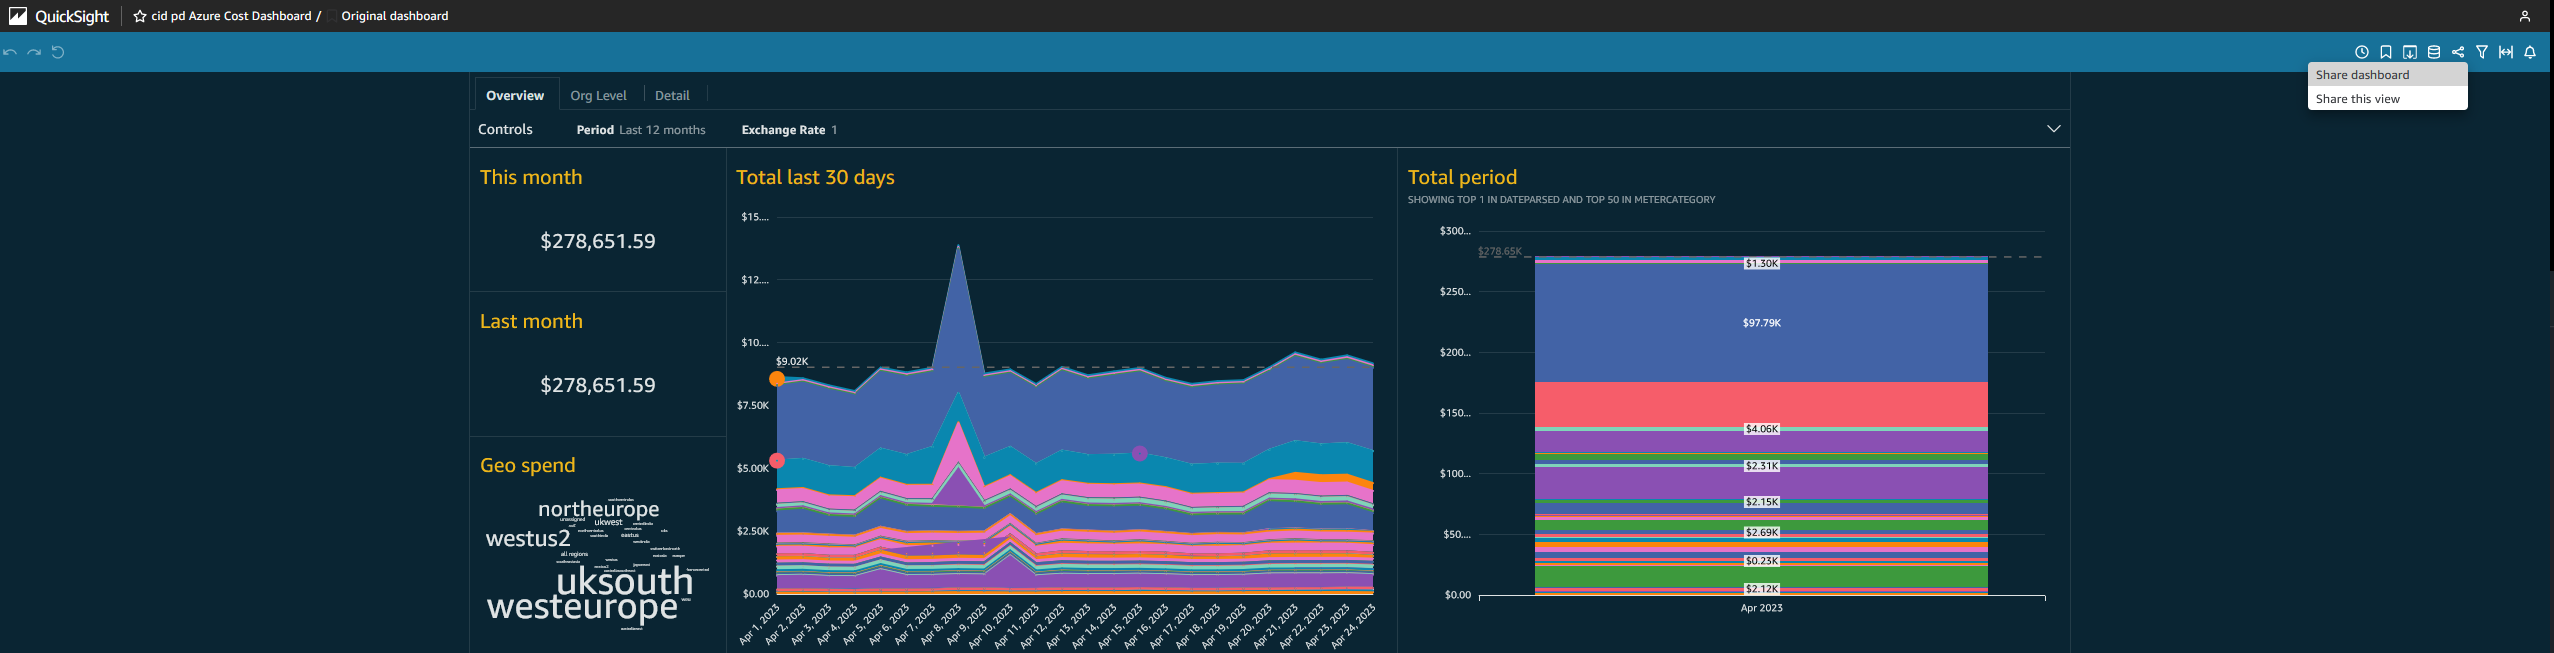 QuickSight
cid pd Azure Cost Dashboard / Original dashboard
Share dashboard
Share this view
Overview
Org Level
Detail
Controls
Period Last 12 months
Exchange Rate 1
This month
$278,651.59
Last month
$278,651.59
Geo spend
northeurope
ukwest
westus2
eastus
all regions
uksouth
westeurope
Total last 30 days
$15....
$12....
$10....
$9.02K
$7.50K
$5.00K
$2.50K
$0.00
Apr 1, 2023
Apr 2, 2023
Apr 3, 2023
Apr 4, 2023
Apr 5, 2023
Apr 6, 2023
Apr 7, 2023
Apr 8, 2023
Apr 9, 2023
Apr 10, 2023
Apr 11, 2023
Apr 12, 2023
Apr 13, 2023
Apr 14, 2023
Apr 15, 2023
Apr 16, 2023
Apr 17, 2023
Apr 18, 2023
Apr 19, 2023
Apr 20, 2023
Apr 21, 2023
Apr 22, 2023
Apr 23, 2023
Apr 24, 2023
Total period
SHOWING TOP 1 IN DATEPARSED AND TOP 50 IN METERCATEGORY
$300...
$278.65K
$250...
$200...
$150...
$100...
$50....
$0.00
$1.30K
$97.79K
$4.06K
$2.31K
$2.15K
$2.69K
$0.23K
$2.12K
Apr 2023